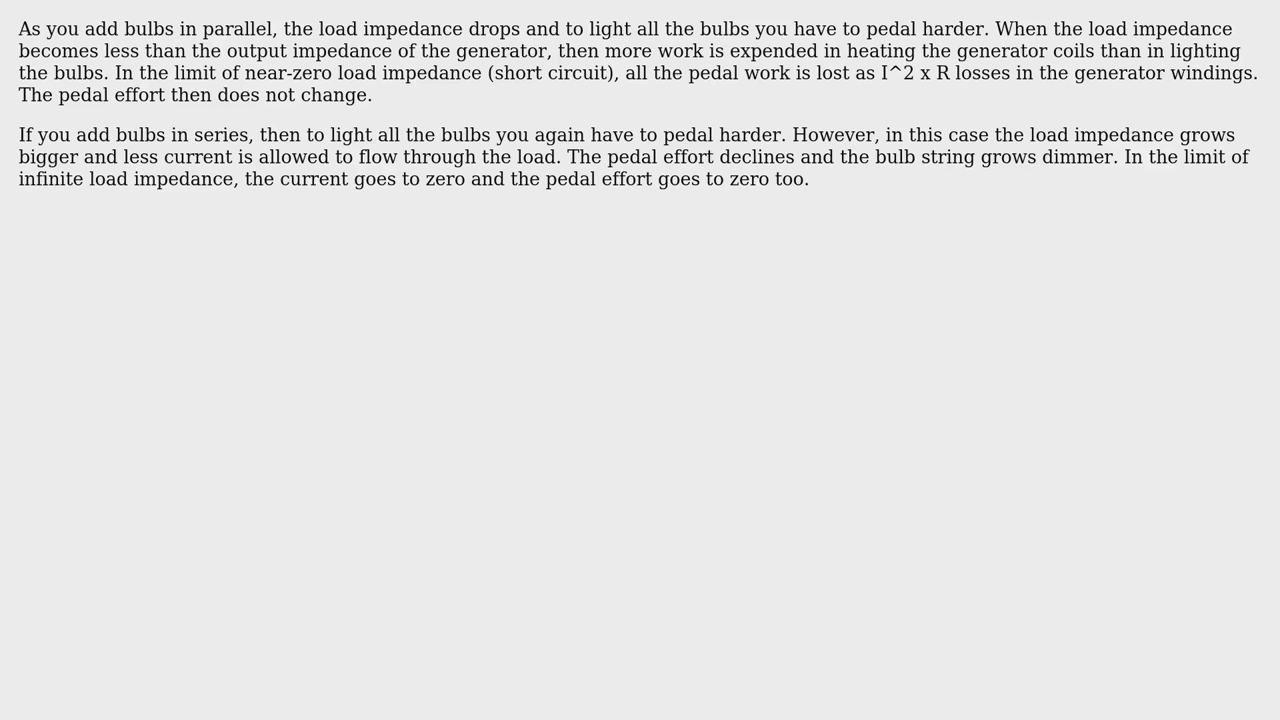 As you add bulbs in parallel, the load impedance drops and to light all the bulbs you have to pedal harder. When the load impedance
becomes less than the output impedance of the generator, then more work is expended in heating the generator coils than in lighting
the bulbs. In the limit of near-zero load impedance (short circuit), all the pedal work is lost as I^2 x R losses in the generator windings.
The pedal effort then does not change.
If you add bulbs in series, then to light all the bulbs you again have to pedal harder. However, in this case the load impedance grows
bigger and less current is allowed to flow through the load. The pedal effort declines and the bulb string grows dimmer. In the limit of
infinite load impedance, the current goes to zero and the pedal effort goes to zero too.